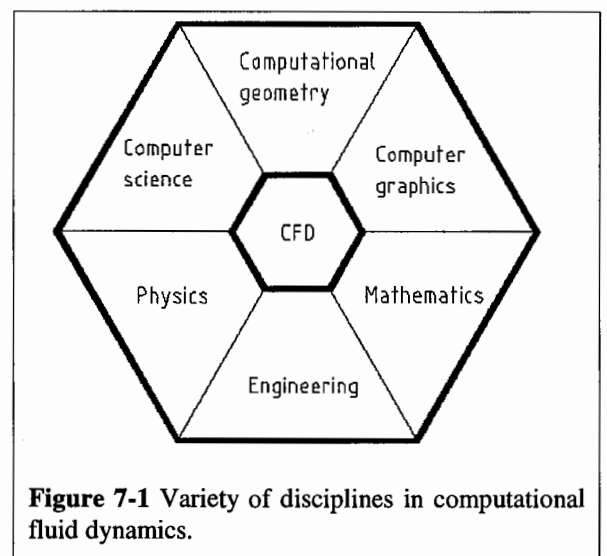 Computational
geometry
Computer
science
Computer
graphics
CFD
Physics
Mathematics
Engineering
Figure 7-1 Variety of disciplines in computational
fluid dynamics.